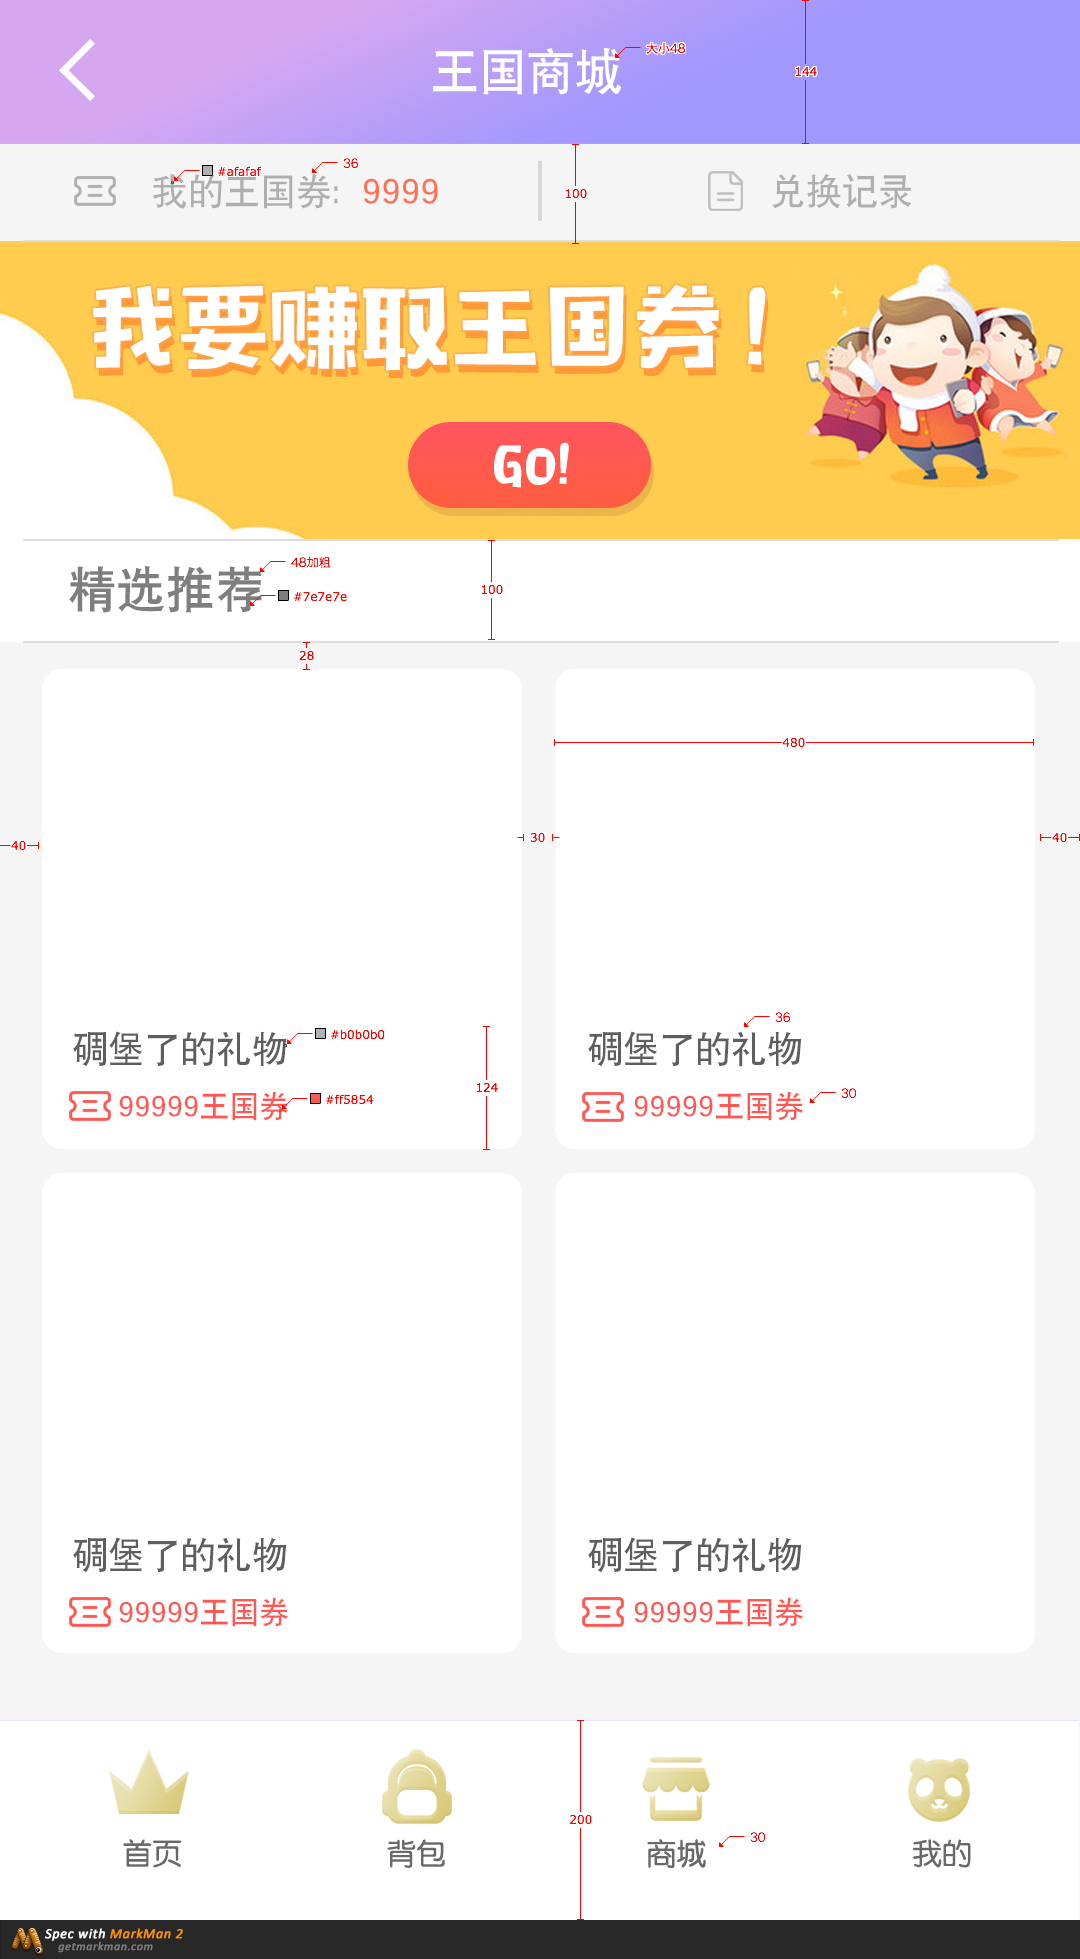 王国商城
大小48
144
#afafaf
36
我的王国券: 9999
100
兑换记录
我要赚取王国券！
GO!
48加粗
精选推荐
#7e7e7e
100
28
480
40
30
40
36
碉堡了的礼物
#b0b0b0
碉堡了的礼物
124
99999王国券
#ff5854
99999王国券
30
碉堡了的礼物
碉堡了的礼物
99999王国券
99999王国券
200
30
首页
背包
商城
我的
Spec with MarkMan 2
getmarkman.com